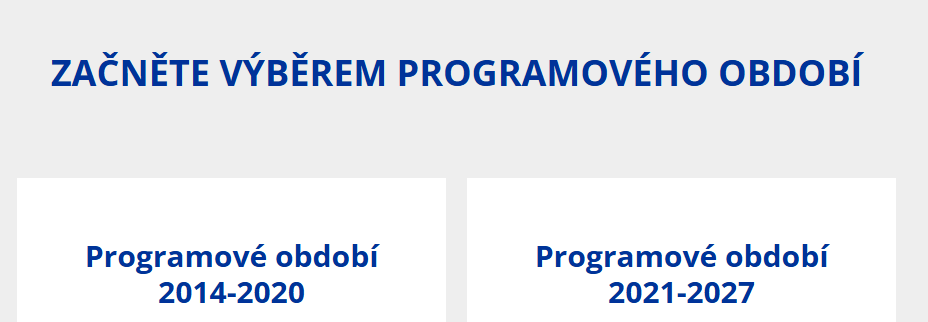 ZAČNĚTE VÝBĚREM PROGRAMOVÉHO OBDOBÍ
Programové období
2014-2020
Programové období
2021-2027